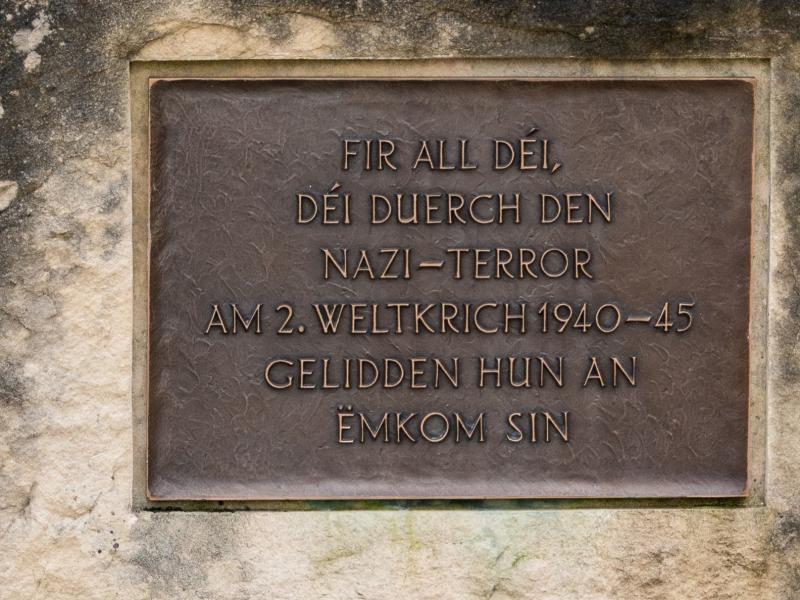 FIR ALL DÉI,
DÉI DUERCH DEN
NAZI–TERROR
AM 2. WELTKRICH 1940–45
GELIDDEN HUN AN
ËMKOM SIN